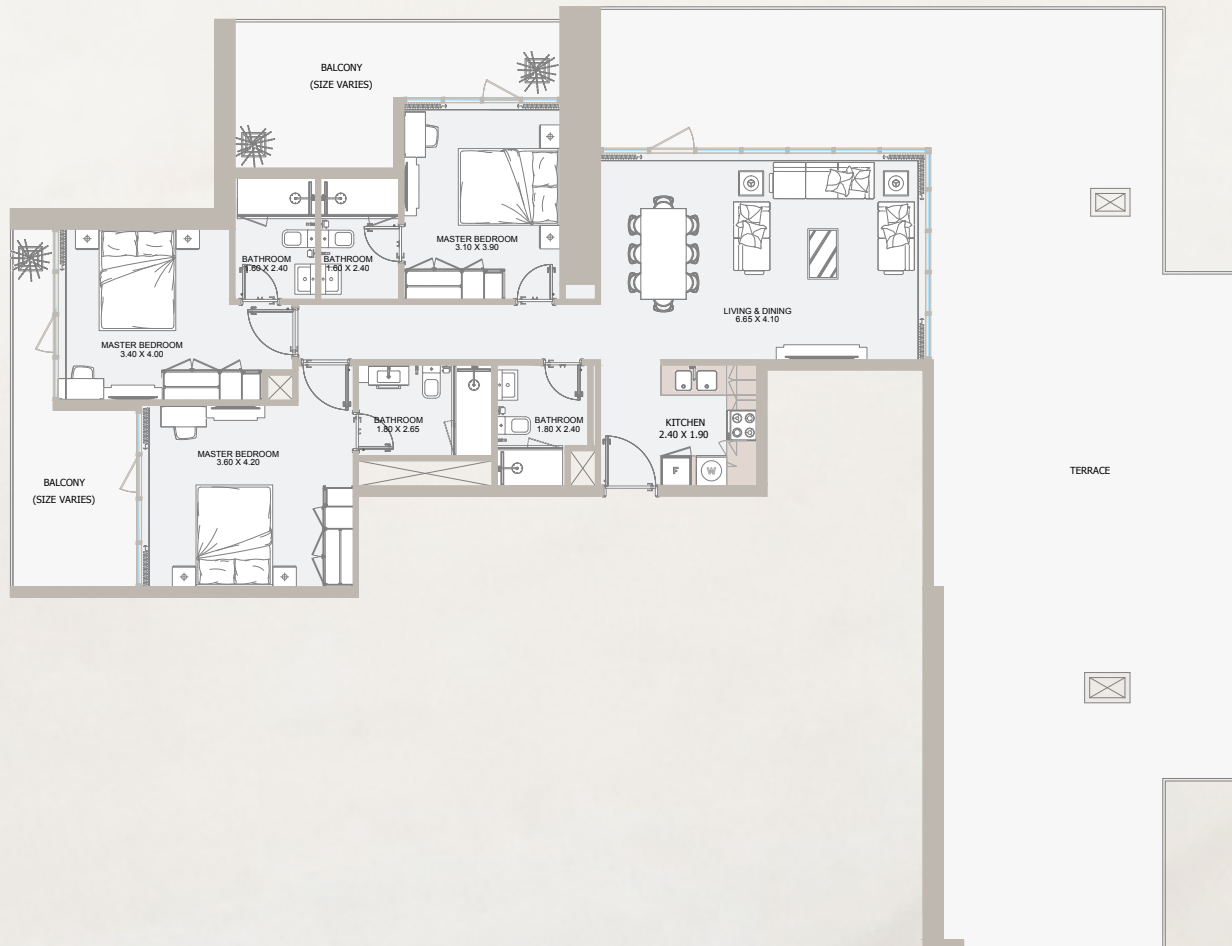 BALCONY
(SIZE VARIES)
MASTER BEDROOM
3.10 X 3.90
BATHROOM
1.60 X 2.40
BATHROOM
1.60 X 2.40
MASTER BEDROOM
3.40 X 4.00
LIVING & DINING
6.65 X 4.10
BATHROOM
1.80 X 2.65
BATHROOM
1.80 X 2.40
KITCHEN
2.40 X 1.90
F
W
MASTER BEDROOM
3.60 X 4.20
BALCONY
(SIZE VARIES)
TERRACE